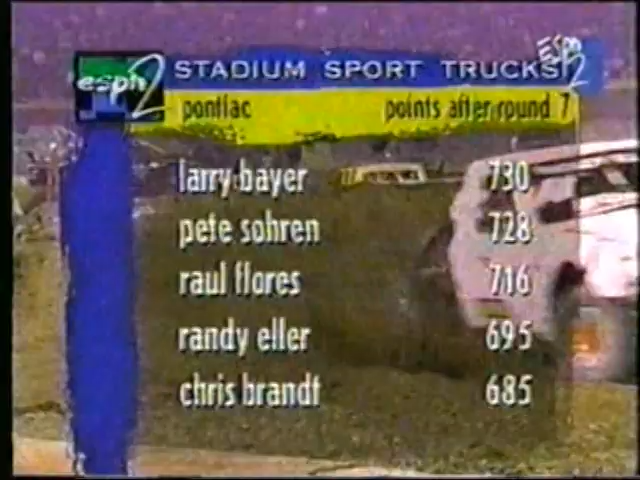 espn2 STADIUM SPORT TRUCKS ESPN2
pontiac points after round 7
larry bayer 730
pete sohren 728
raul flores 716
randy eller 695
chris brandt 685